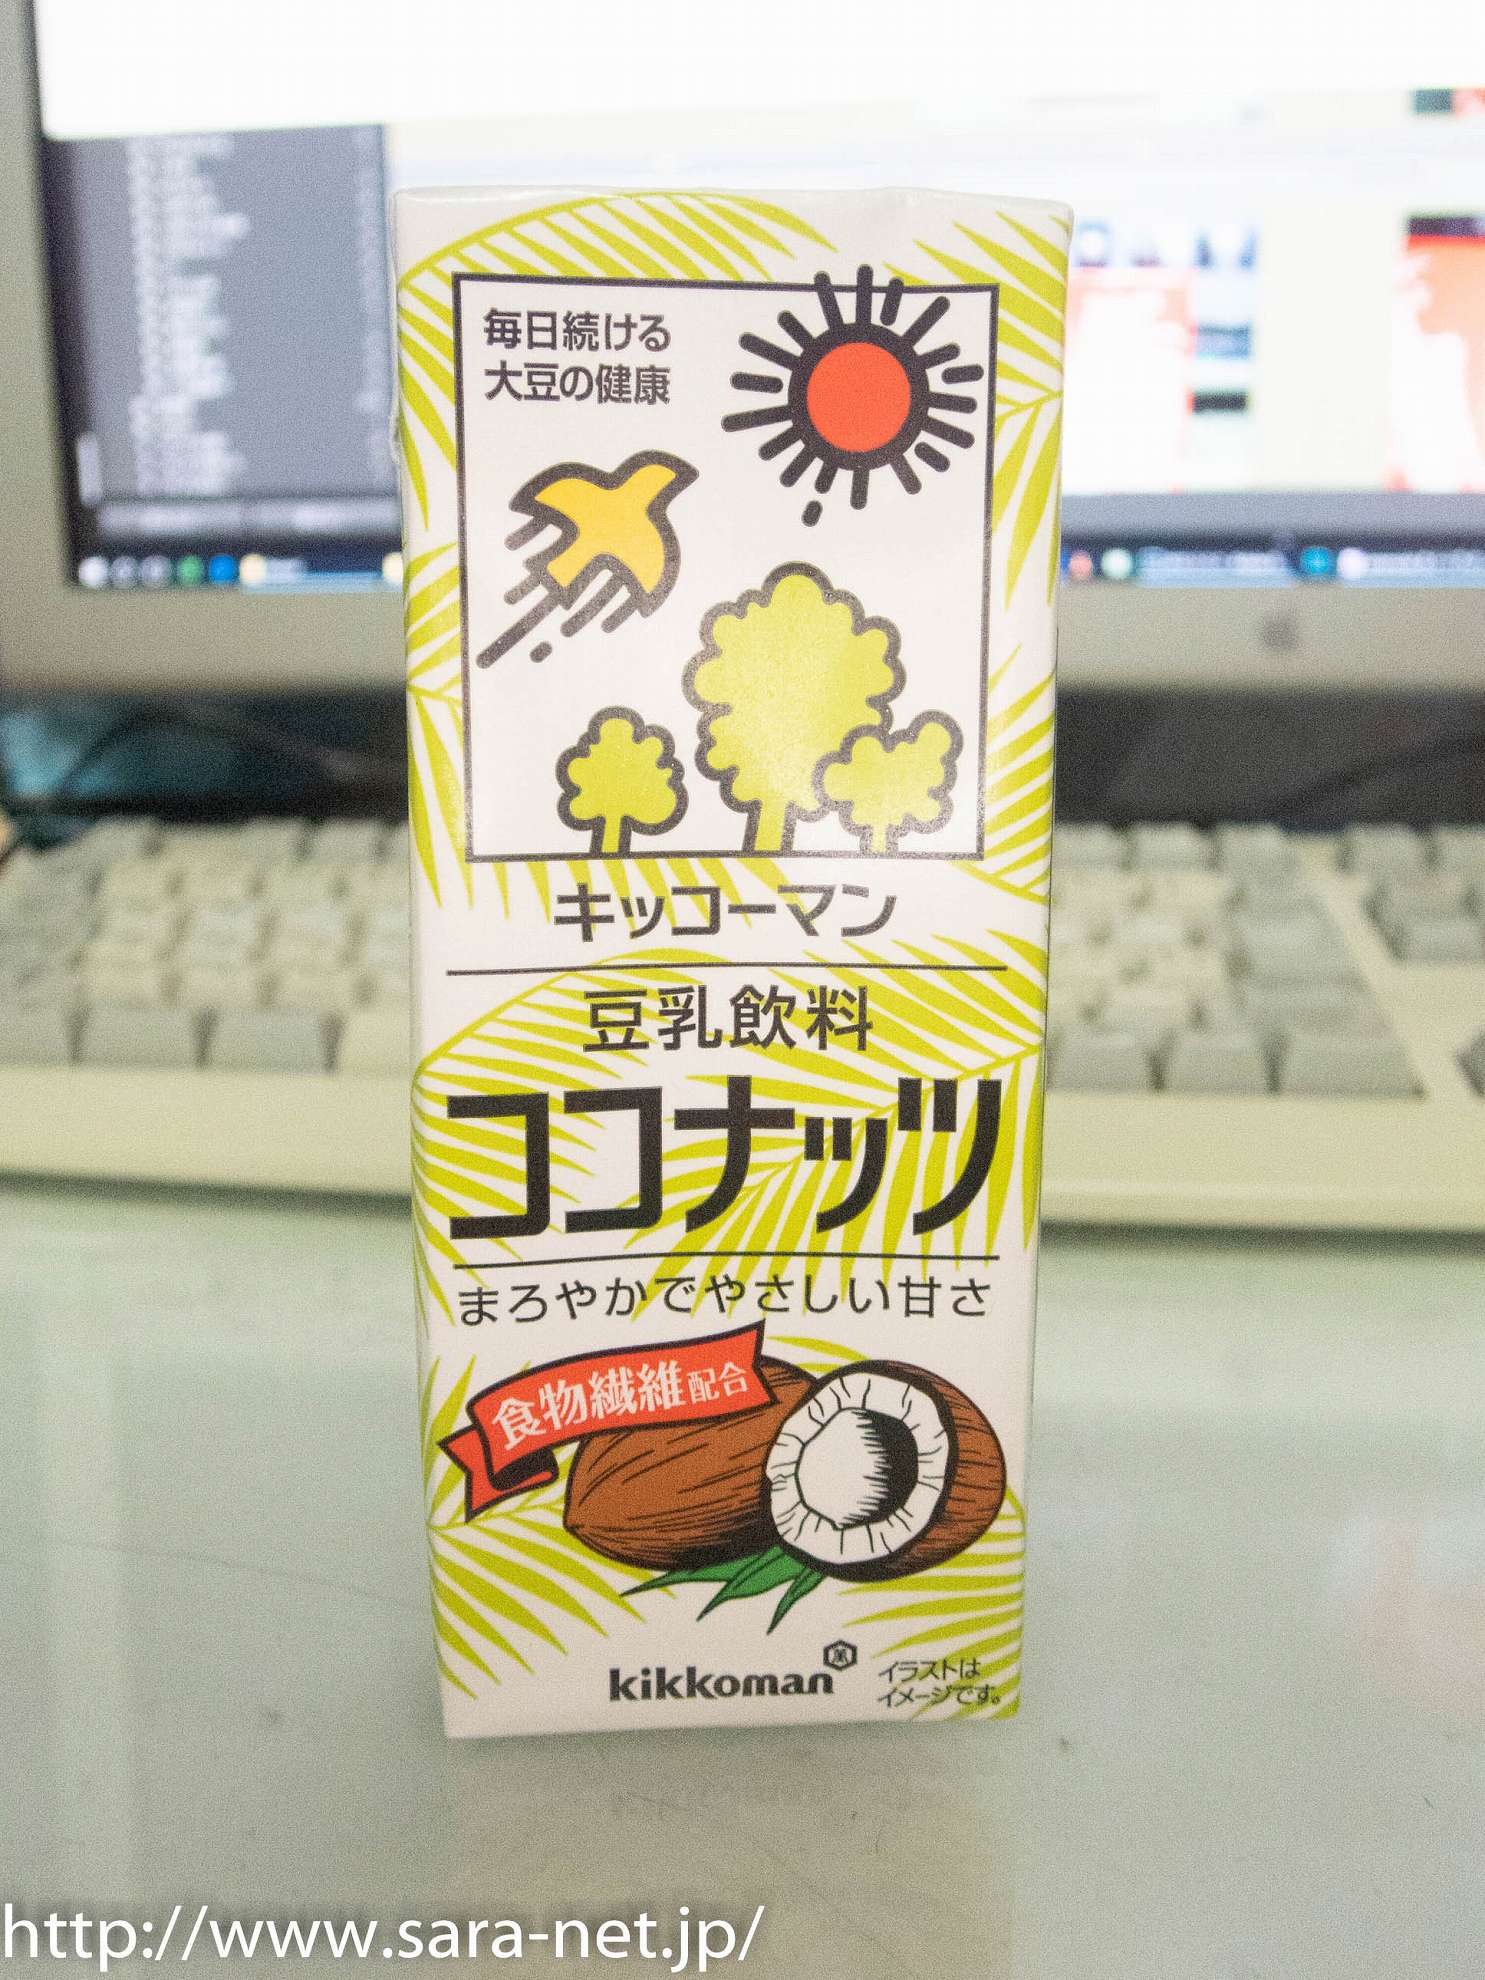 毎日続ける
大豆の健康
キッコーマン
豆乳飲料
ココナッツ
まろやかでやさしい甘さ
食物繊維配合
kikkoman 萬
イラストは
イメージです。
http://www.sara-net.jp/